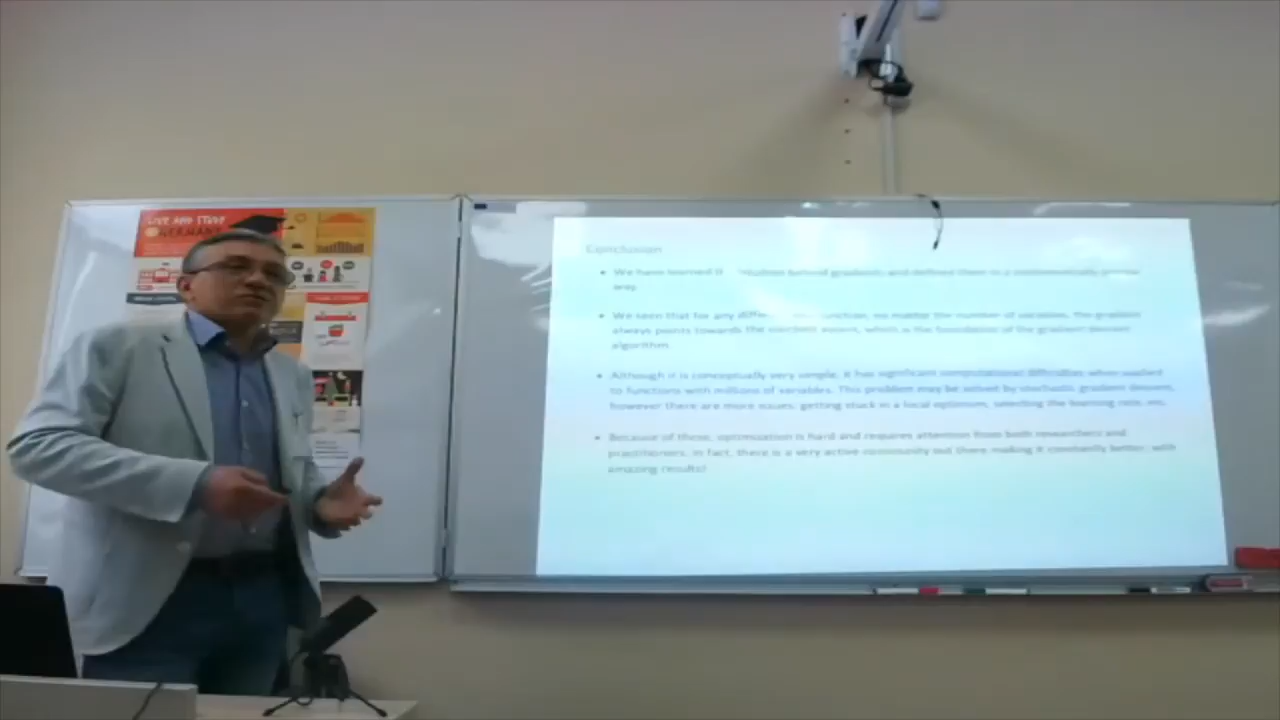 LIVE AND STUDY
GERMANY
Conclusion
• We have learned behind gradients and defined them in a mathematically precise
way.
• We seen that for any function, no matter the number of variables, the gradient
always points towards the steepest ascent, which is the foundation of the gradient descent
algorithm.
• Although it is conceptually very simple, it has significant computational difficulties when applied
to functions with millions of variables. This problem may be solved by stochastic gradient descent,
however there are more issues: getting stuck in a local optimum, selecting the learning rate, etc.
• Because of these, optimization is hard and requires attention from both researchers and
practitioners. In fact, there is a very active community out there making it constantly better, with
amazing results!